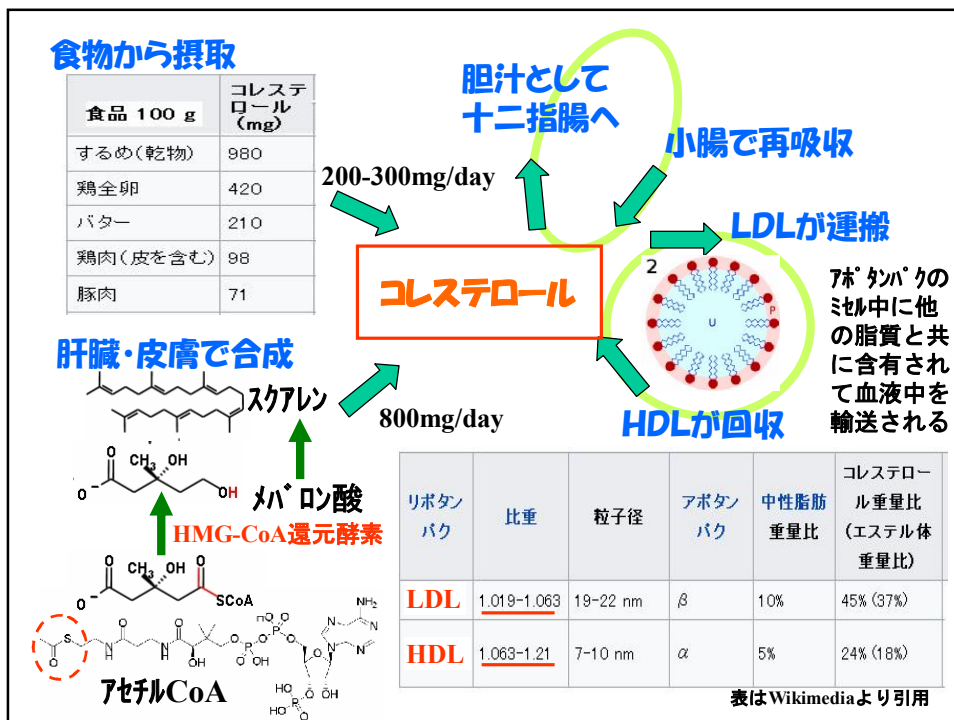 食物から摂取
食品 100 g
コレステ
ロール
(mg)
するめ(乾物) 980
鶏全卵 420
バター 210
鶏肉(皮を含む) 98
豚肉 71
200-300mg/day
胆汁として
十二指腸へ
小腸で再吸収
LDLが運搬
コレステロール
2
U
P
アポタンパクの
ミセル中に他
の脂質と共
に含有され
て血液中を
輸送される
HDLが回収
肝臓・皮膚で合成
スクアレン
800mg/day
メバロン酸
HMG-CoA還元酵素
O
CH3 OH
O-
OH
O
CH3 OH
O
O-
SCoA
アセチルCoA
リポタン
パク
比重
粒子径
アポタン
パク
中性脂肪
重量比
コレステロー
ル重量比
(エステル体
重量比)
LDL 1.019-1.063 19-22 nm β 10% 45% (37%)
HDL 1.063-1.21 7-10 nm α 5% 24% (18%)
表はWikimediaより引用